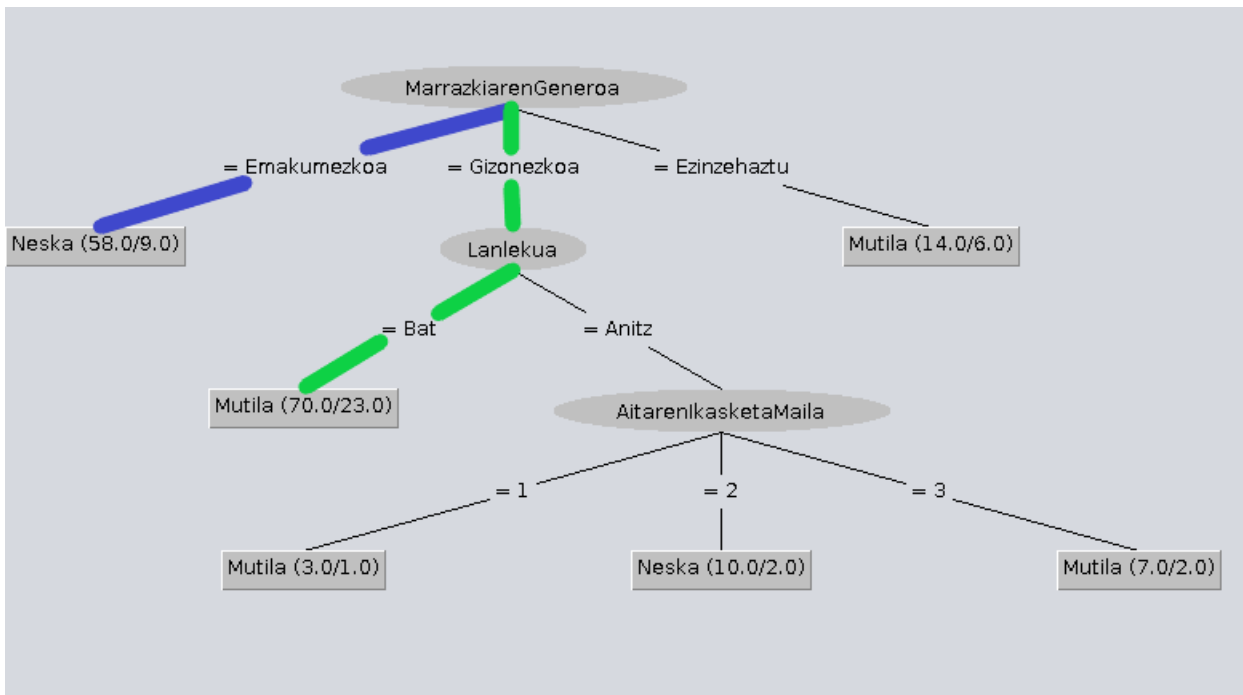 MarrazkiarenGeneroa
= Emakumezkoa
= Gizonezkoa
= Ezinzehaztu
Neska (58.0/9.0)
Lanlekua
Mutila (14.0/6.0)
= Bat
= Anitz
Mutila (70.0/23.0)
AitarenIkasketaMaila
= 1
= 2
= 3
Mutila (3.0/1.0)
Neska (10.0/2.0)
Mutila (7.0/2.0)